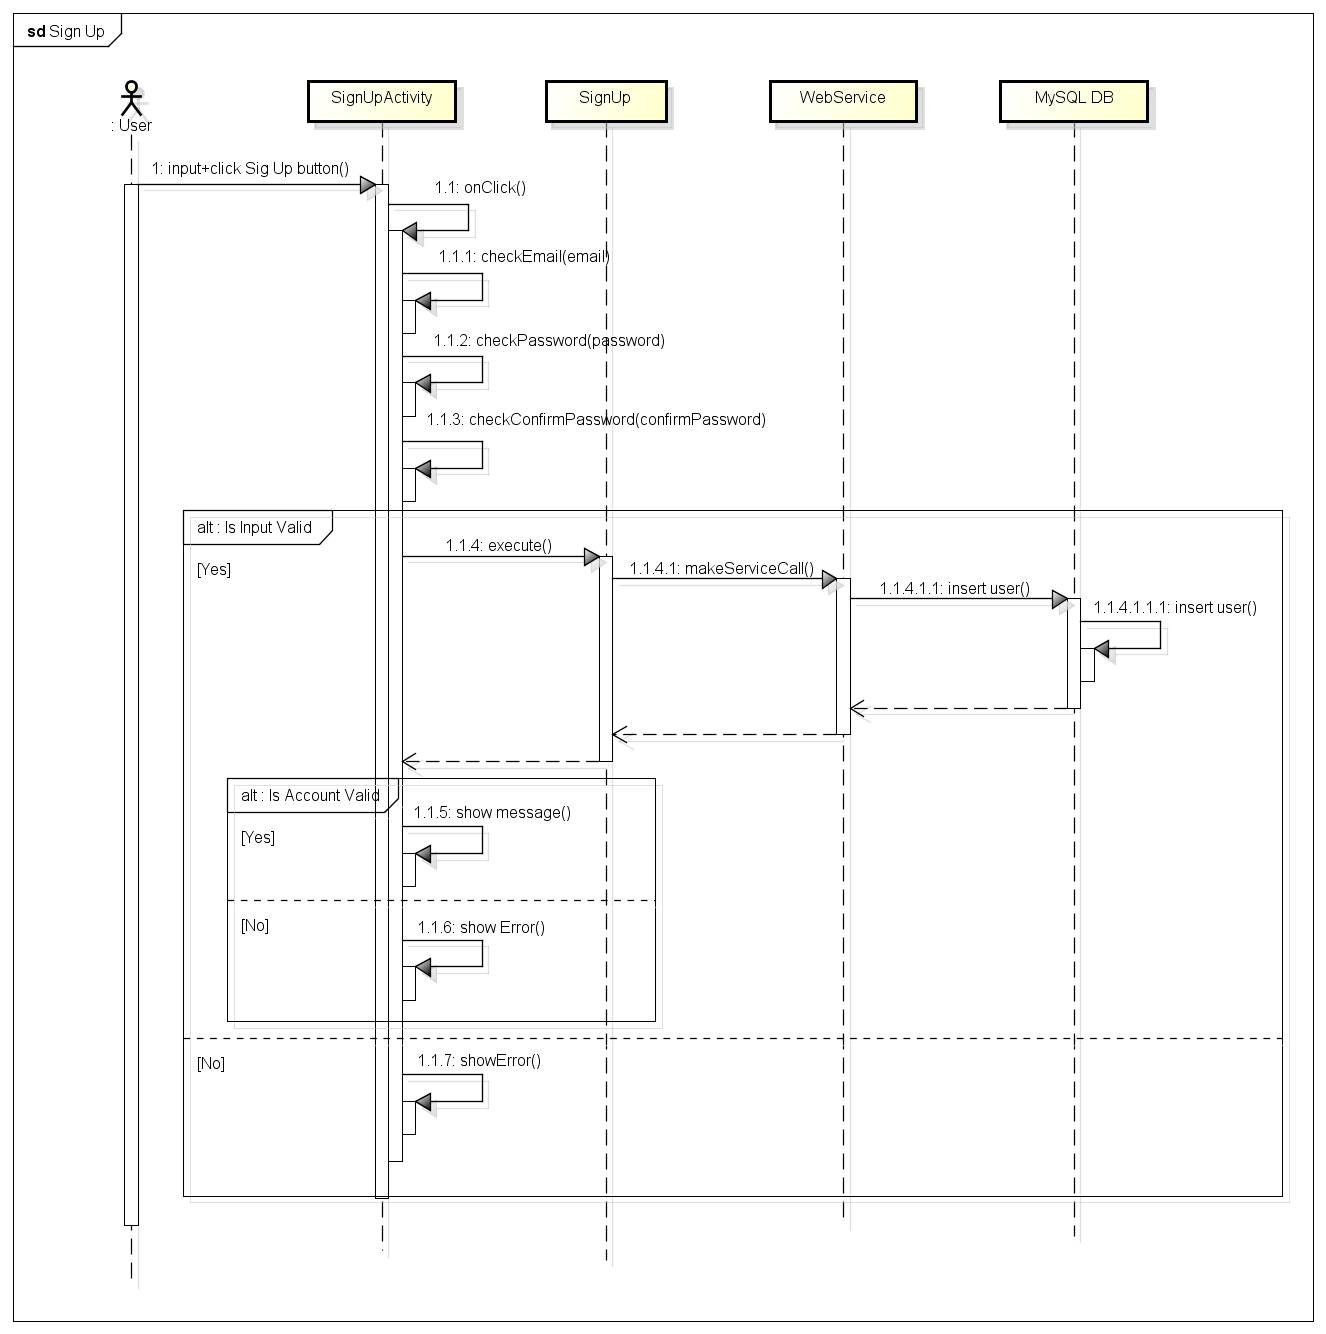 sd Sign Up
: User
SignUpActivity
SignUp
WebService
MySQL DB
1: input+click Sig Up button()
1.1: onClick()
1.1.1: checkEmail(email)
1.1.2: checkPassword(password)
1.1.3: checkConfirmPassword(confirmPassword)
alt : Is Input Valid
[Yes]
1.1.4: execute()
1.1.4.1: makeServiceCall()
1.1.4.1.1: insert user()
1.1.4.1.1.1: insert user()
alt : Is Account Valid
[Yes]
1.1.5: show message()
[No]
1.1.6: show Error()
[No]
1.1.7: showError()